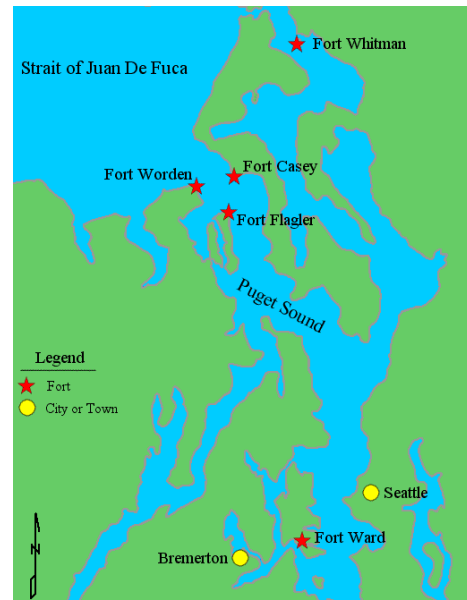 Fort Whitman
Strait of Juan De Fuca
Fort Casey
Fort Worden
Fort Flagler
Puget Sound
Legend
Fort
City or Town
Seattle
N
Fort Ward
Bremerton